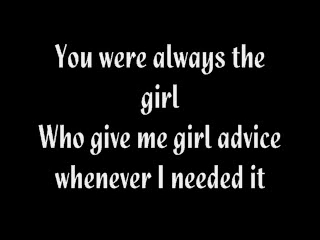 You were always the
girl
Who give me girl advice
whenever I needed it